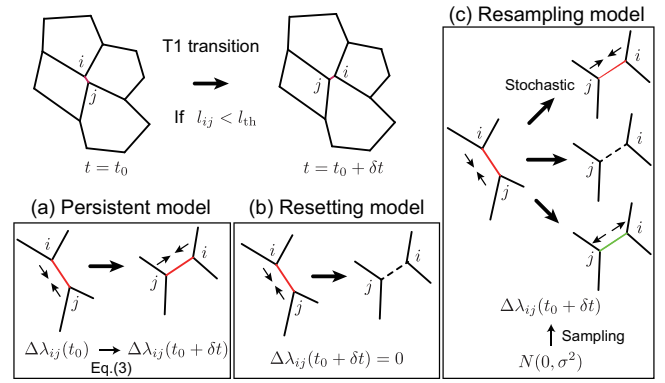 T1 transition
If l_ij < l_th
i
j
t = t_0
j
i
t = t_0 + δt
(a) Persistent model
i
j
j
i
Δλ_ij(t_0) → Δλ_ij(t_0 + δt)
Eq.(3)
(b) Resetting model
i
j
j
i
Δλ_ij(t_0 + δt) = 0
(c) Resampling model
Stochastic
i
j
j
i
j
i
j
i
Δλ_ij(t_0 + δt)
Sampling
N(0, σ²)